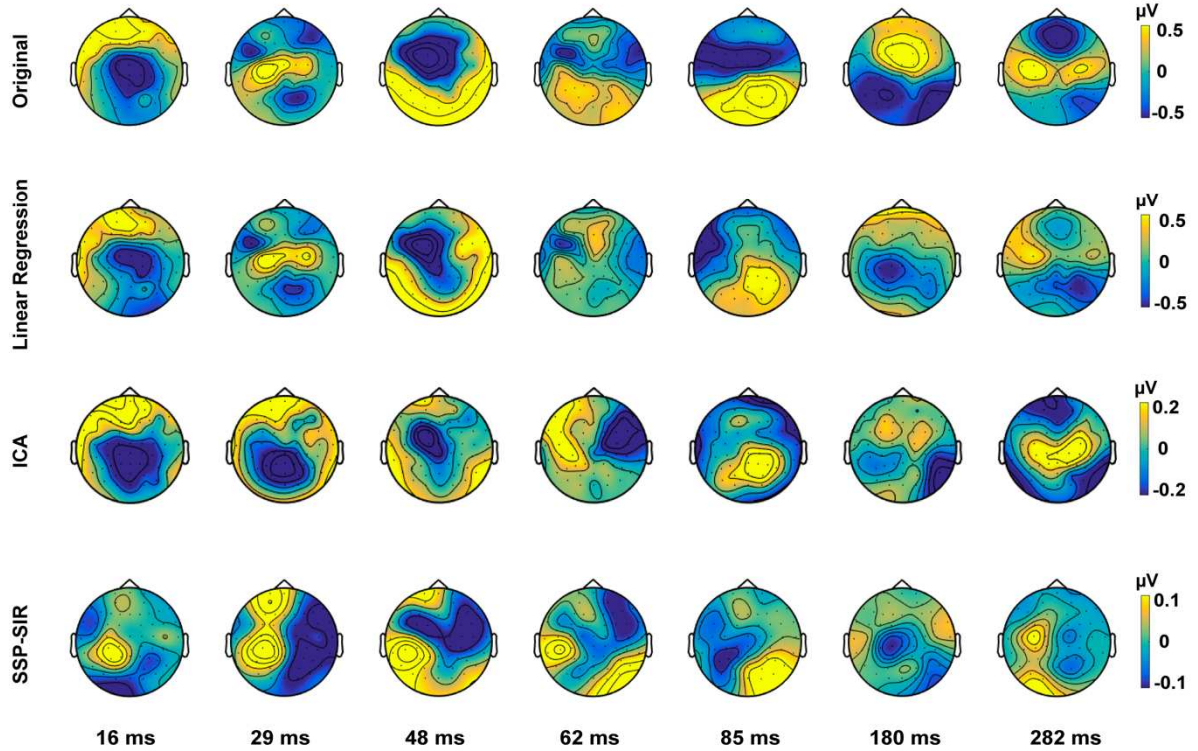 Original
µV
0.5
0
-0.5
Linear Regression
µV
0.5
0
-0.5
ICA
µV
0.2
0
-0.2
SSP-SIR
µV
0.1
0
-0.1
16 ms 29 ms 48 ms 62 ms 85 ms 180 ms 282 ms